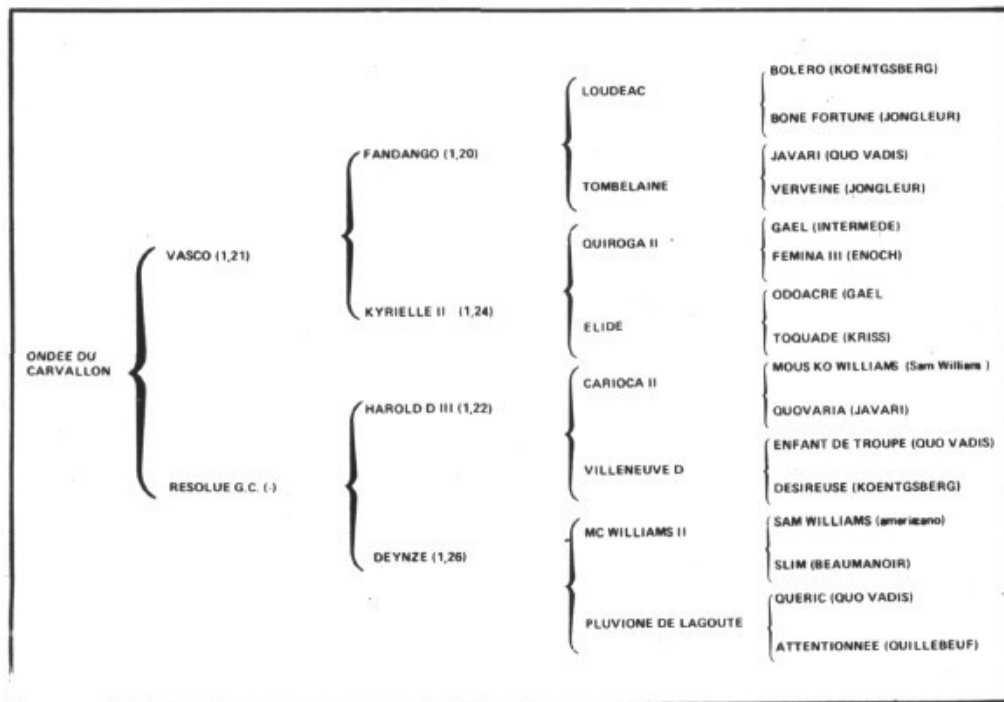 ONDEE DU
CARVALLON
VASCO (1,21)
RESOLUE G.C. (-)
FANDANGO (1,20)
KYRIELLE II (1,24)
HAROLD D III (1,22)
DEYNZE (1,26)
LOUDEAC
TOMBELAINE
QUIROGA II
ELIDE
CARIOCA II
VILLENEUVE D
MC WILLIAMS II
PLUVIONE DE LAGOUTE
BOLERO (KOENTGSBERG)
BONE FORTUNE (JONGLEUR)
JAVARI (QUO VADIS)
VERVEINE (JONGLEUR)
GAEL (INTERMEDE)
FEMINA III (ENOCH)
ODOACRE (GAEL
TOQUADE (KRISS)
MOUS KO WILLIAMS (Sam Williams )
QUOVARIA (JAVARI)
ENFANT DE TROUPE (QUO VADIS)
DESIREUSE (KOENTGSBERG)
SAM WILLIAMS (americano)
SLIM (BEAUMANOIR)
QUERIC (QUO VADIS)
ATTENTIONNEE (QUILLEBEUF)